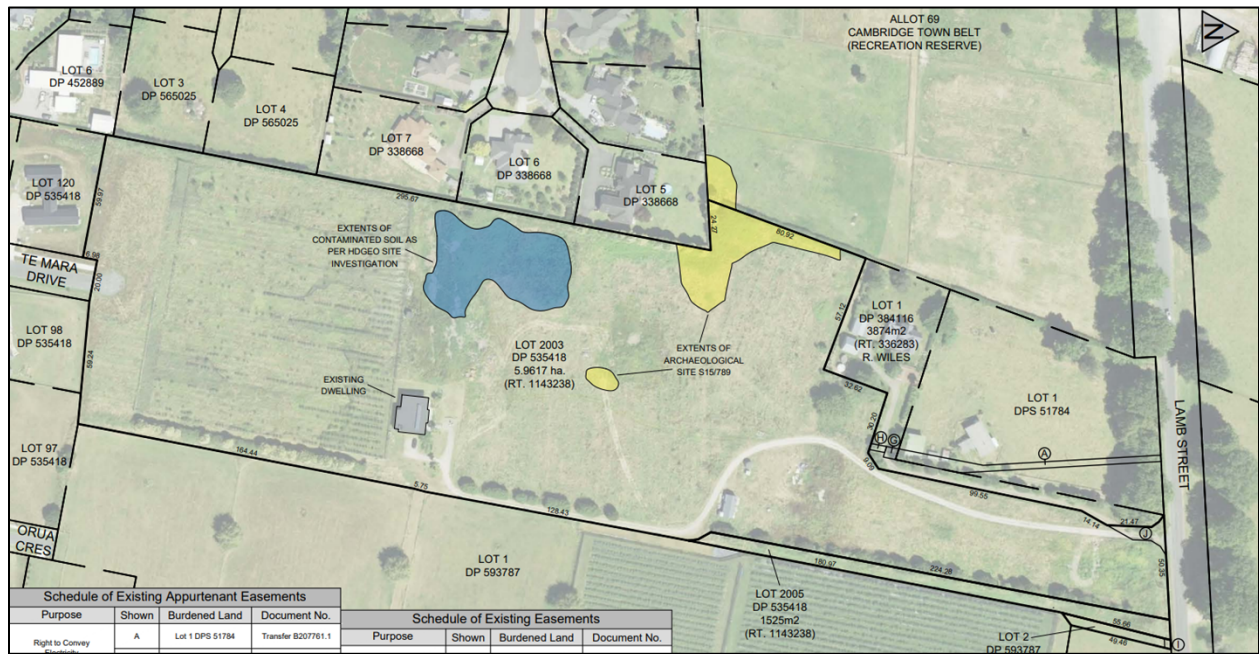 ALLOT 69
CAMBRIDGE TOWN BELT
(RECREATION RESERVE)
N
LOT 6
DP 452889
LOT 3
DP 565025
LOT 4
DP 565025
LOT 7
DP 338668
LOT 6
DP 338668
LOT 5
DP 338668
LOT 120
DP 535418
59.97
295.67
24.37
80.92
EXTENTS OF
CONTAMINATED SOIL AS
PER HDGEO SITE
INVESTIGATION
TE MARA
DRIVE
20.00
LOT 98
DP 535418
59.24
LOT 2003
DP 535418
5.9617 ha.
(RT. 1143238)
EXTENTS OF
ARCHAEOLOGICAL
SITE S15/789
57.12
LOT 1
DP 384116
3874m2
(RT. 336283)
R. WILES
32.62
30.20
EXISTING
DWELLING
LOT 1
DPS 51784
LAMB STREET
H
G
A
9.09
99.55
14.14
21.47
J
50.35
LOT 97
DP 535418
164.44
5.75
128.43
ORUA
CRES
LOT 1
DP 593787
180.97
224.28
LOT 2005
DP 535418
1525m2
(RT. 1143238)
55.66
49.46
I
LOT 2
DP 593787
Schedule of Existing Appurtenant Easements
Purpose Shown Burdened Land Document No.
Right to Convey
Electricity
A Lot 1 DPS 51784 Transfer B207761.1
Schedule of Existing Easements
Purpose Shown Burdened Land Document No.